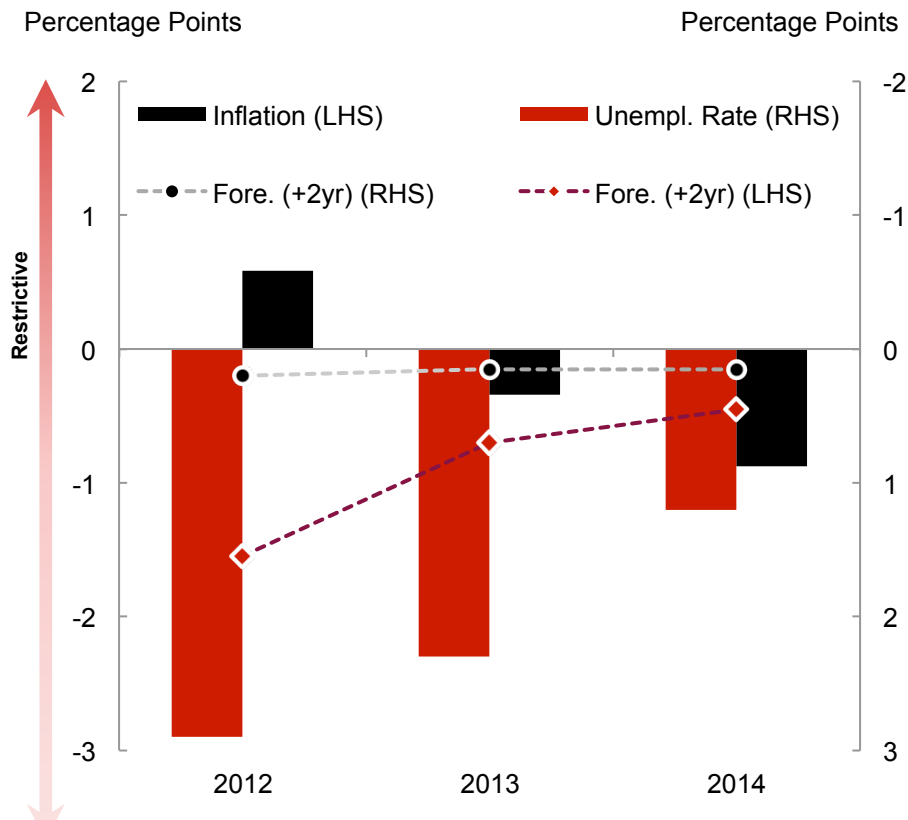 Percentage Points Percentage Points
2 -2
Inflation (LHS) Unempl. Rate (RHS)
Fore. (+2yr) (RHS) Fore. (+2yr) (LHS)
1 -1
Restrictive
0 0
-1 1
-2 2
-3 3
2012 2013 2014